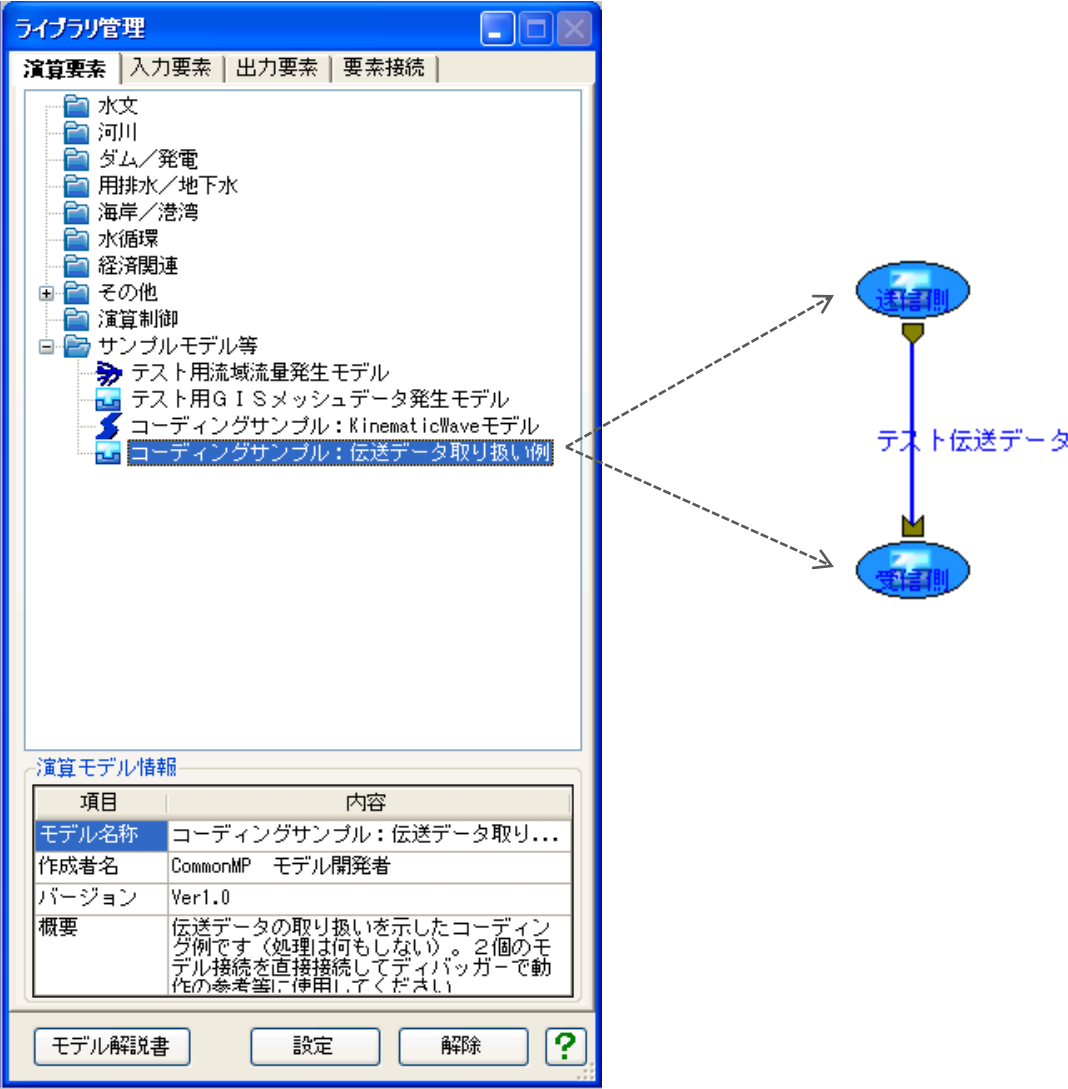 ライブラリ管理
演算要素 入力要素 出力要素 要素接続
水文
河川
ダム／発電
用排水／地下水
海岸／港湾
水循環
経済関連
その他
演算制御
サンプルモデル等
テスト用流域流量発生モデル
テスト用ＧＩＳメッシュデータ発生モデル
コーディングサンプル：KinematicWaveモデル
コーディングサンプル：伝送データ取り扱い例
送信側
テスト伝送データ
受信側
演算モデル情報
項目 内容
モデル名称 コーディングサンプル：伝送データ取り...
作成者名 CommonMP　モデル開発者
バージョン Ver1.0
概要 伝送データの取り扱いを示したコーディン
グ例です（処理は何もしない）。２個のモ
デル接続を直接接続してディバッガーで動
作の参考等に使用してください
モデル解説書 設定 解除 ?